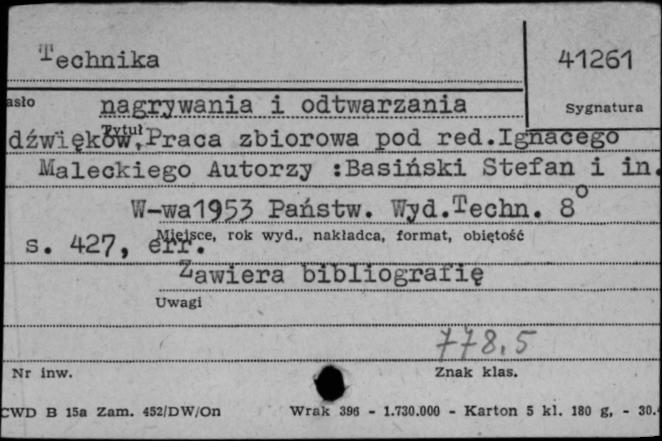 Technika
41261
asło
nagrywania i odtwarzania
Sygnatura
Tytuł
dźwięków. Praca zbiorowa pod red.Ignacego
Maleckiego Autorzy :Basiński Stefan i in.
W-wa1953 Państw. Wyd.Techn. 8°
Miejsce, rok wyd., nakładca, format, objętość
s. 427, err.
Zawiera bibliografię
Uwagi
778,5
Nr inw.
Znak klas.
CWD B 15a Zam. 452/DW/On Wrak 396 - 1.730.000 - Karton 5 kl. 180 g, - 30.